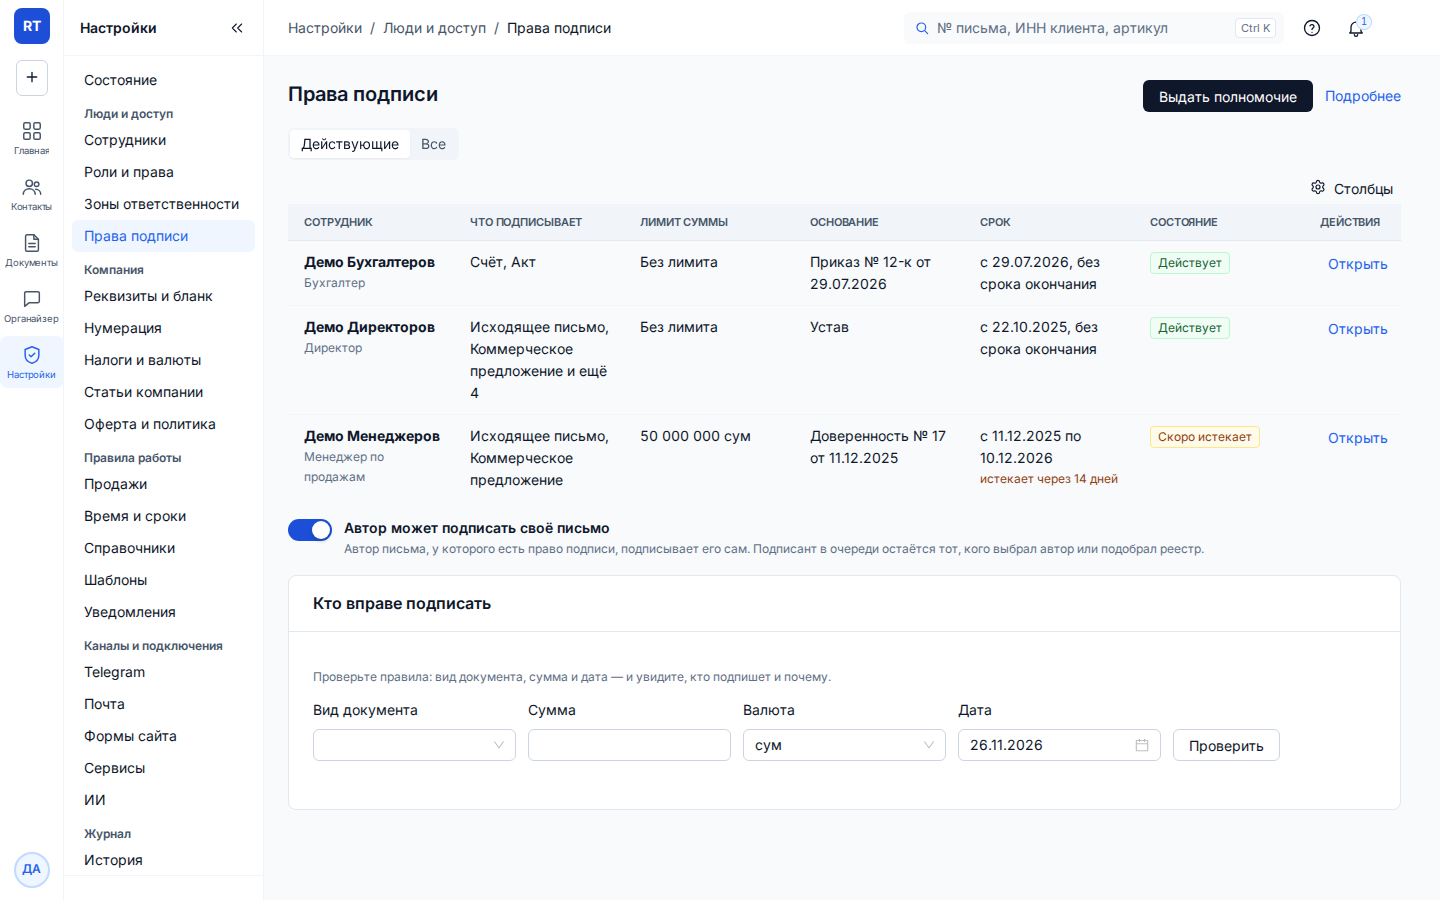 RT
Настройки
Настройки / Люди и доступ / Права подписи
№ письма, ИНН клиента, артикул
Ctrl K
1
Главная
Контакты
Документы
Органайзер
Настройки
ДА
Состояние
Люди и доступ
Сотрудники
Роли и права
Зоны ответственности
Права подписи
Компания
Реквизиты и бланк
Нумерация
Налоги и валюты
Статьи компании
Оферта и политика
Правила работы
Продажи
Время и сроки
Справочники
Шаблоны
Уведомления
Каналы и подключения
Telegram
Почта
Формы сайта
Сервисы
ИИ
Журнал
История
Права подписи
Выдать полномочие
Подробнее
Действующие
Все
Столбцы
СОТРУДНИК ЧТО ПОДПИСЫВАЕТ ЛИМИТ СУММЫ ОСНОВАНИЕ СРОК СОСТОЯНИЕ ДЕЙСТВИЯ
Демо Бухгалтеров
Бухгалтер
Счёт, Акт
Без лимита
Приказ № 12-к от
29.07.2026
с 29.07.2026, без
срока окончания
Действует
Открыть
Демо Директоров
Директор
Исходящее письмо,
Коммерческое
предложение и ещё
4
Без лимита
Устав
с 22.10.2025, без
срока окончания
Действует
Открыть
Демо Менеджеров
Менеджер по
продажам
Исходящее письмо,
Коммерческое
предложение
50 000 000 сум
Доверенность № 17
от 11.12.2025
с 11.12.2025 по
10.12.2026
истекает через 14 дней
Скоро истекает
Открыть
Автор может подписать своё письмо
Автор письма, у которого есть право подписи, подписывает его сам. Подписант в очереди остаётся тот, кого выбрал автор или подобрал реестр.
Кто вправе подписать
Проверьте правила: вид документа, сумма и дата — и увидите, кто подпишет и почему.
Вид документа
Сумма
Валюта
сум
Дата
26.11.2026
Проверить